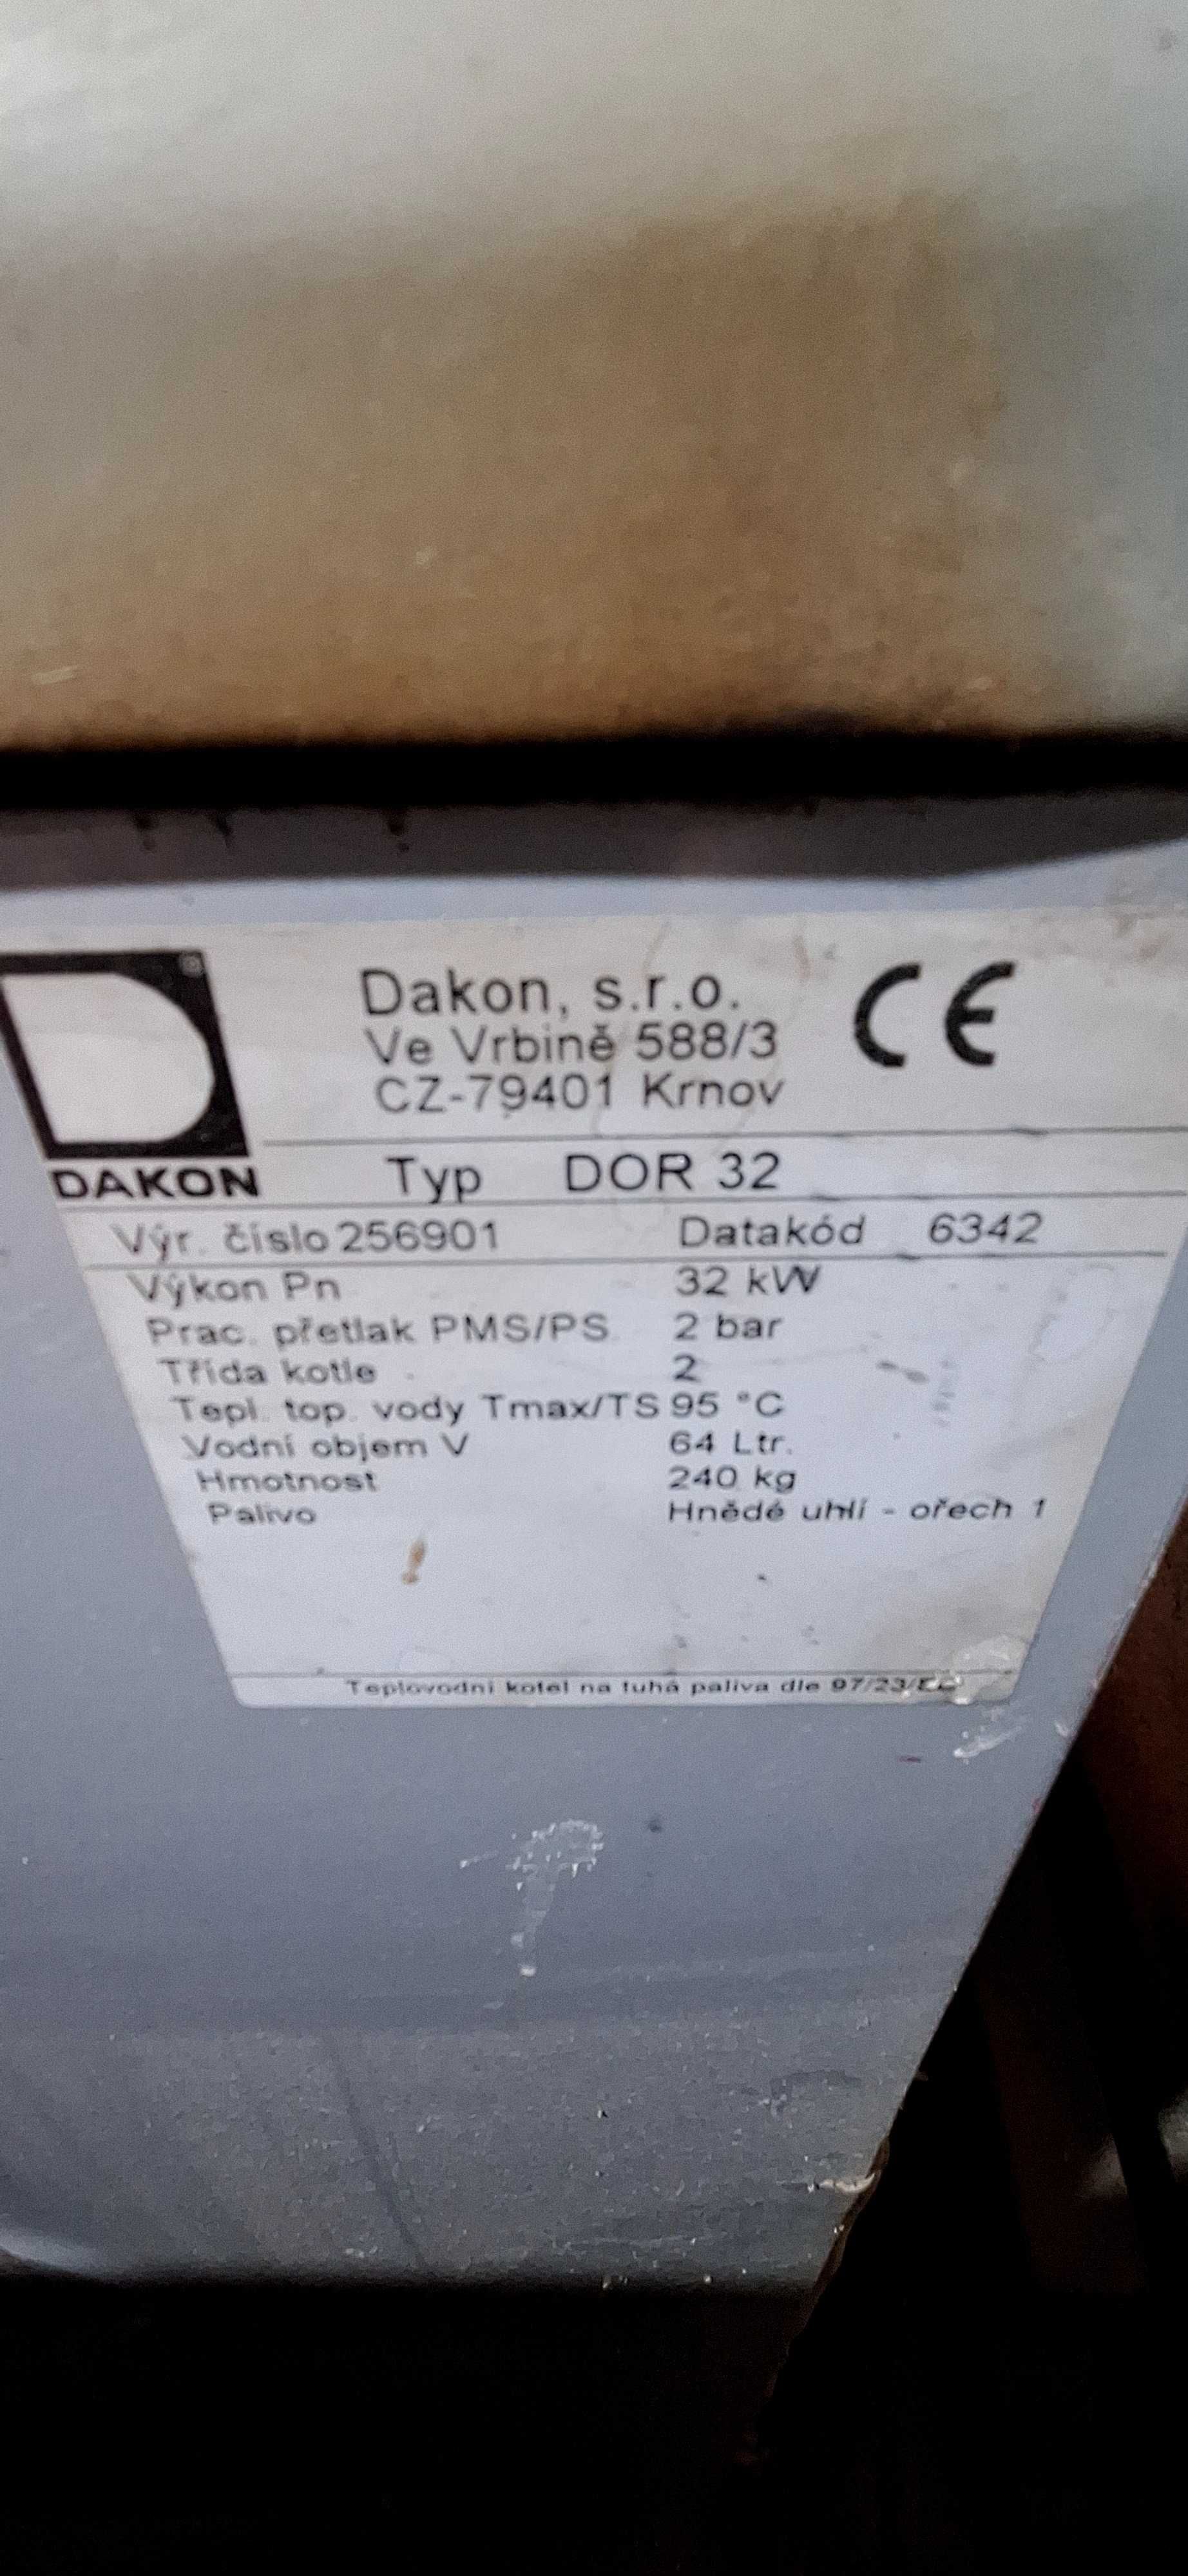 Dakon, s.r.o.
Ve Vrbině 588/3
CZ-79401 Krnov
CE
DAKON
Typ DOR 32
Výr. číslo 256901 Datakód 6342
Výkon Pn 32 kW
Prac. přetlak PMS/PS 2 bar
Třída kotle 2
Tepl. top. vody Tmax/TS 95 °C
Vodní objem V 64 Ltr.
Hmotnost 240 kg
Palivo Hnědé uhlí - ořech 1
Teplovodní kotel na tuhá paliva dle 97/23/EC